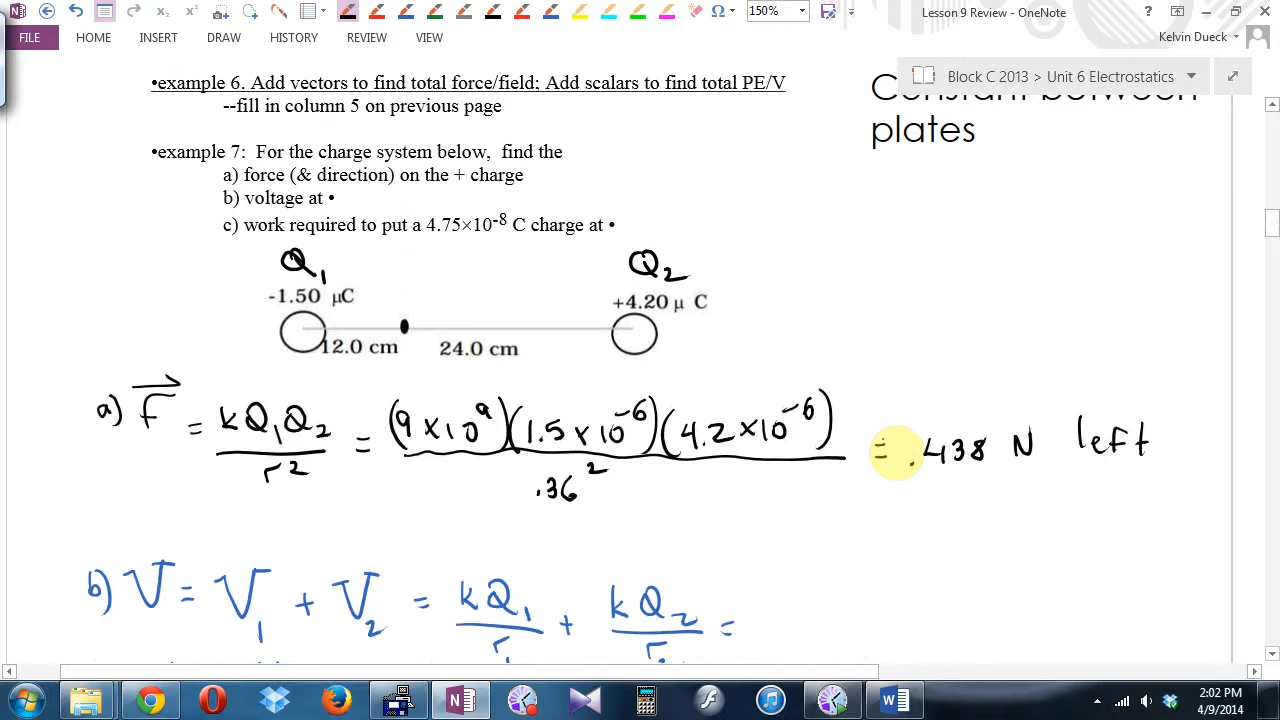 Lesson 9 Review - OneNote
150%
FILE HOME INSERT DRAW HISTORY REVIEW VIEW
Kelvin Dueck
Block C 2013 > Unit 6 Electrostatics
Constant between
plates
•example 6. Add vectors to find total force/field; Add scalars to find total PE/V
--fill in column 5 on previous page
•example 7: For the charge system below, find the
a) force (& direction) on the + charge
b) voltage at •
c) work required to put a 4.75×10⁻⁸ C charge at •
Q₁ Q₂
-1.50 µC +4.20 µ C
12.0 cm 24.0 cm
a) F⃗ = kQ₁Q₂ / r² = (9 × 10⁹)(1.5 × 10⁻⁶)(4.2 × 10⁻⁶) / .36² = .438 N left
b) V = V₁ + V₂ = kQ₁ / r₁ + kQ₂ / r₂ =
2:02 PM
4/9/2014